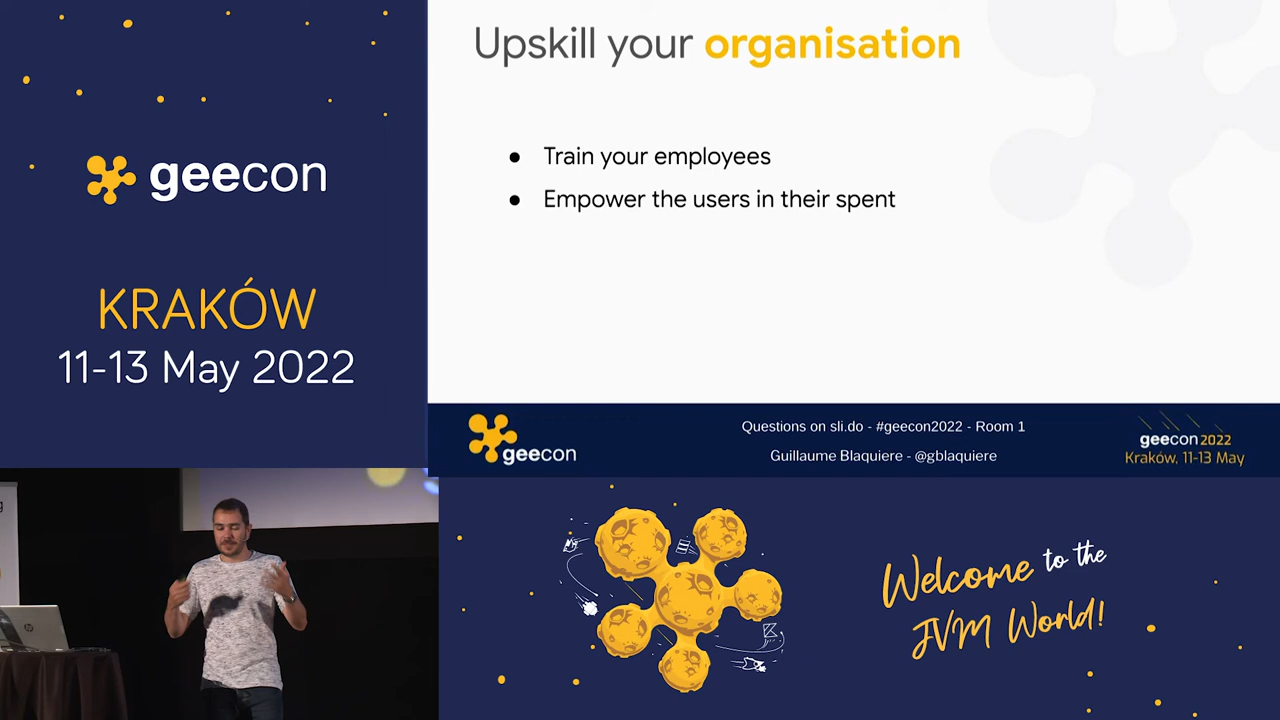 geecon
KRAKÓW
11-13 May 2022
Upskill your organisation
● Train your employees
● Empower the users in their spent
geecon
Questions on sli.do - #geecon2022 - Room 1
Guillaume Blaquiere - @gblaquiere
geecon 2022
Kraków, 11-13 May
Welcome to the
JVM World!
g
hp